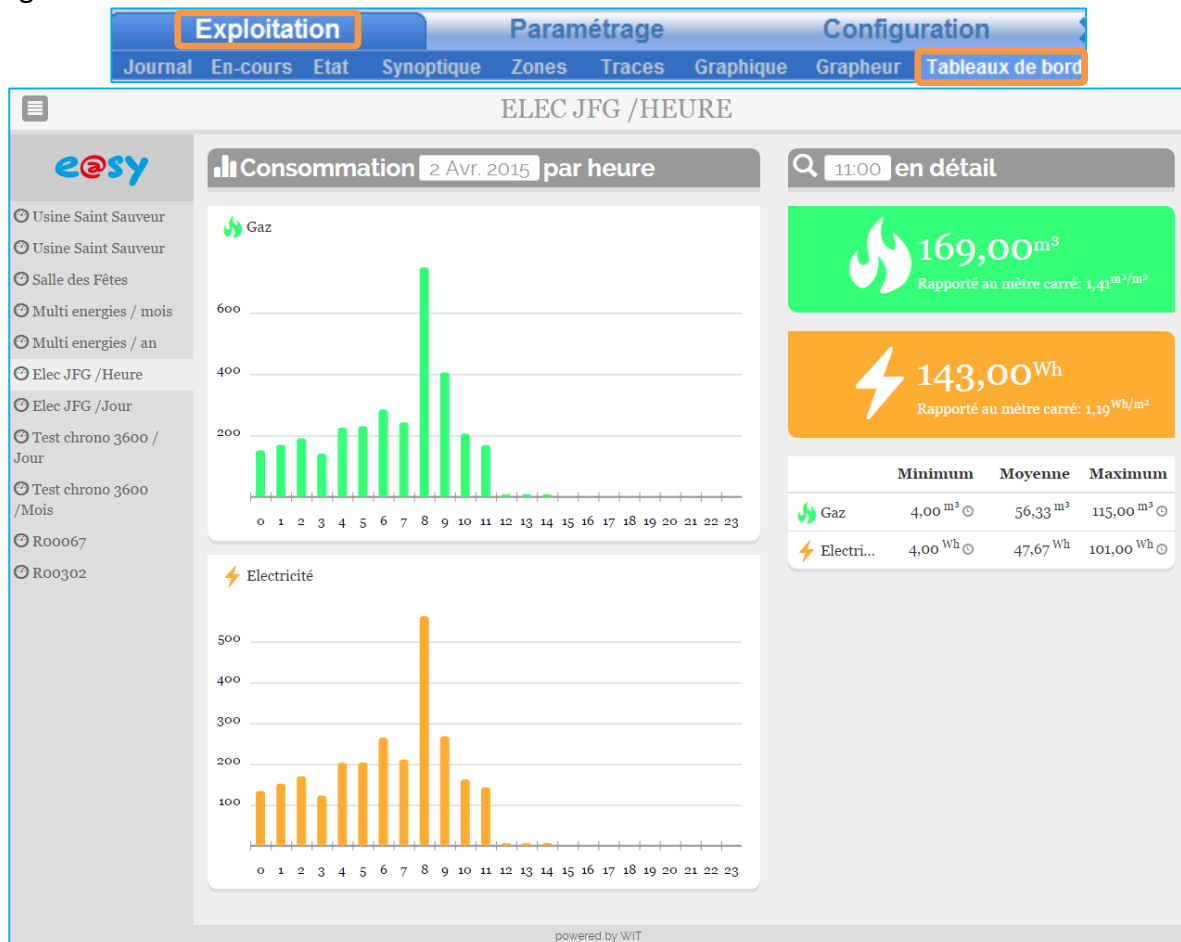 Exploitation Paramétrage Configuration
Journal En-cours Etat Synoptique Zones Traces Graphique Grapheur Tableaux de bord
ELEC JFG /HEURE
e@sy
Usine Saint Sauveur
Usine Saint Sauveur
Salle des Fêtes
Multi energies / mois
Multi energies / an
Elec JFG /Heure
Elec JFG /Jour
Test chrono 3600 /
Jour
Test chrono 3600
/Mois
R00067
R00302
Consommation 2 Avr. 2015 par heure
Gaz
600
400
200
0 1 2 3 4 5 6 7 8 9 10 11 12 13 14 15 16 17 18 19 20 21 22 23
Electricité
500
400
300
200
100
0 1 2 3 4 5 6 7 8 9 10 11 12 13 14 15 16 17 18 19 20 21 22 23
11:00 en détail
169,00 m³
Rapporté au mètre carré: 1,41 m³/m²
143,00 Wh
Rapporté au mètre carré: 1,19 Wh/m²
Minimum Moyenne Maximum
Gaz 4,00 m³ 56,33 m³ 115,00 m³
Electri... 4,00 Wh 47,67 Wh 101,00 Wh
powered by WIT